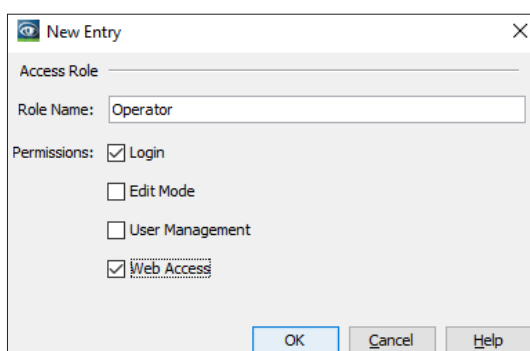 New Entry
Access Role
Role Name: Operator
Permissions: Login
Edit Mode
User Management
Web Access
OK Cancel Help